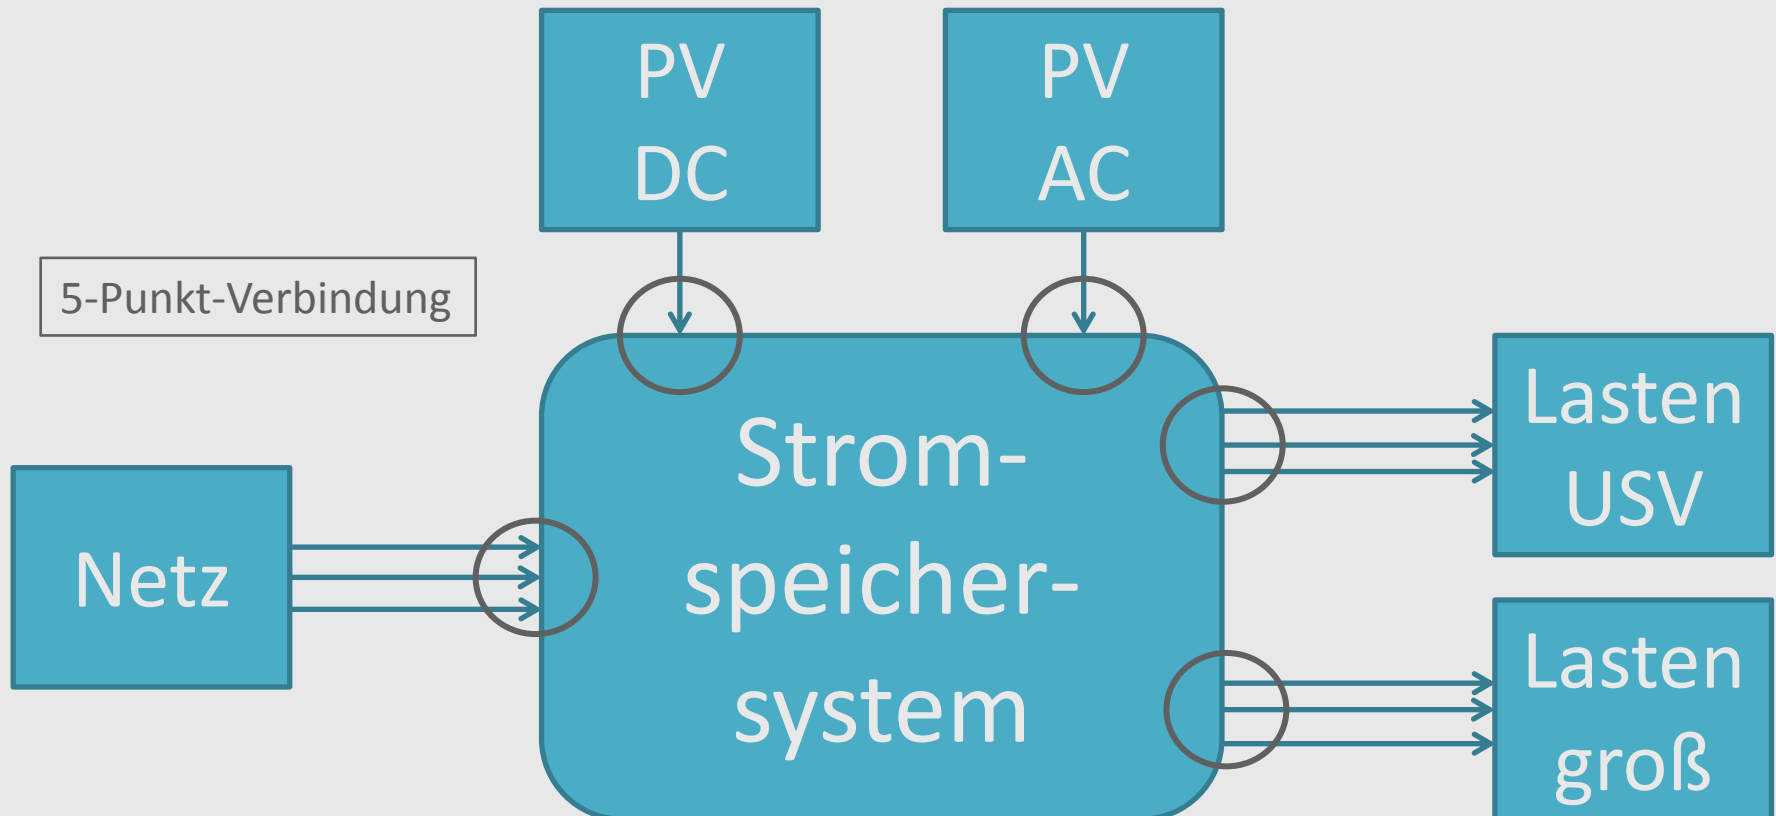 PV
DC
PV
AC
5-Punkt-Verbindung
Netz
Strom-
speicher-
system
Lasten
USV
Lasten
groß